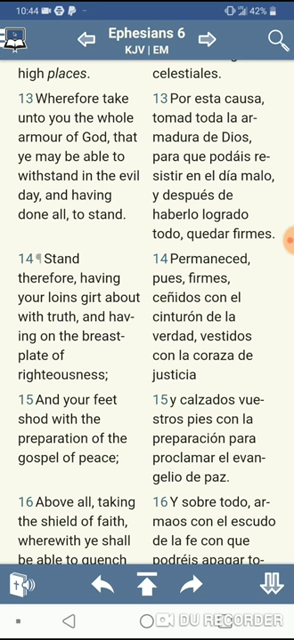 10:44
42%
Ephesians 6
KJV | EM
high places.
13 Wherefore take
unto you the whole
armour of God, that
ye may be able to
withstand in the evil
day, and having
done all, to stand.
14 ¶ Stand
therefore, having
your loins girt about
with truth, and hav-
ing on the breast-
plate of
righteousness;
15 And your feet
shod with the
preparation of the
gospel of peace;
16 Above all, taking
the shield of faith,
wherewith ye shall
be able to quench
celestiales.
13 Por esta causa,
tomad toda la ar-
madura de Dios,
para que podáis re-
sistir en el día malo,
y después de
haberlo logrado
todo, quedar firmes.
14 Permaneced,
pues, firmes,
ceñidos con el
cinturón de la
verdad, vestidos
con la coraza de
justicia
15 y calzados vue-
stros pies con la
preparación para
proclamar el evan-
gelio de paz.
16 Y sobre todo, ar-
maos con el escudo
de la fe con que
podréis apagar to-
DU RECORDER